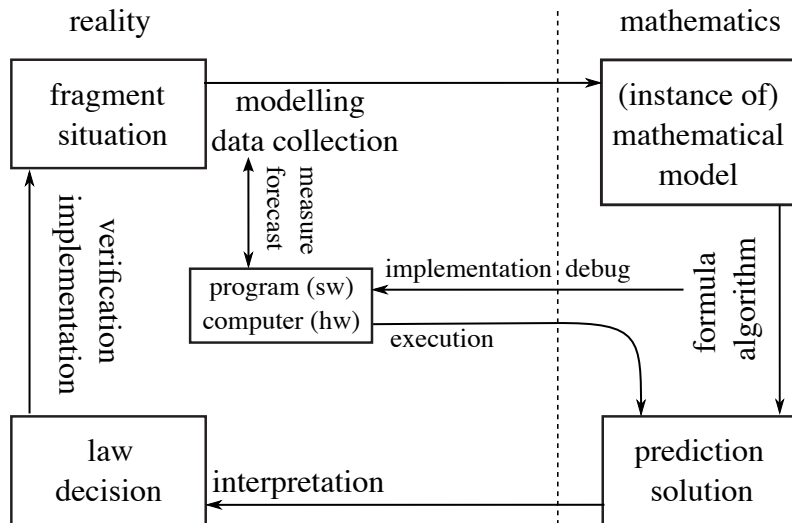 reality
mathematics
fragment
situation
modelling
data collection
(instance of)
mathematical
model
measure
forecast
verification
implementation
program (sw)
computer (hw)
implementation debug
execution
formula
algorithm
law
decision
interpretation
prediction
solution